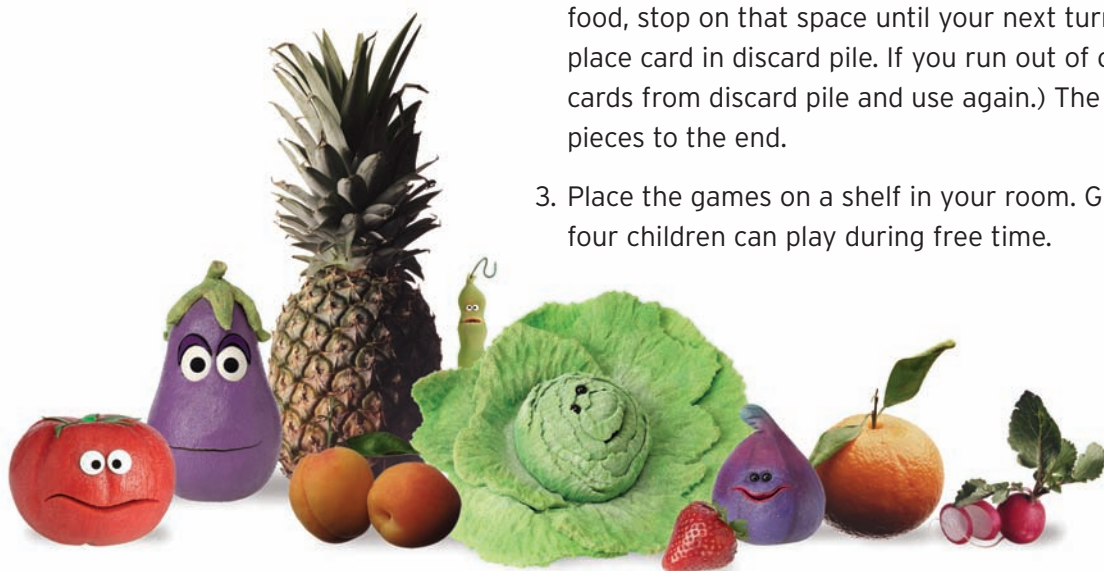 food, stop on that space until your next turn
place card in discard pile. If you run out of
cards from discard pile and use again.) The
pieces to the end.
3. Place the games on a shelf in your room.
four children can play during free time.